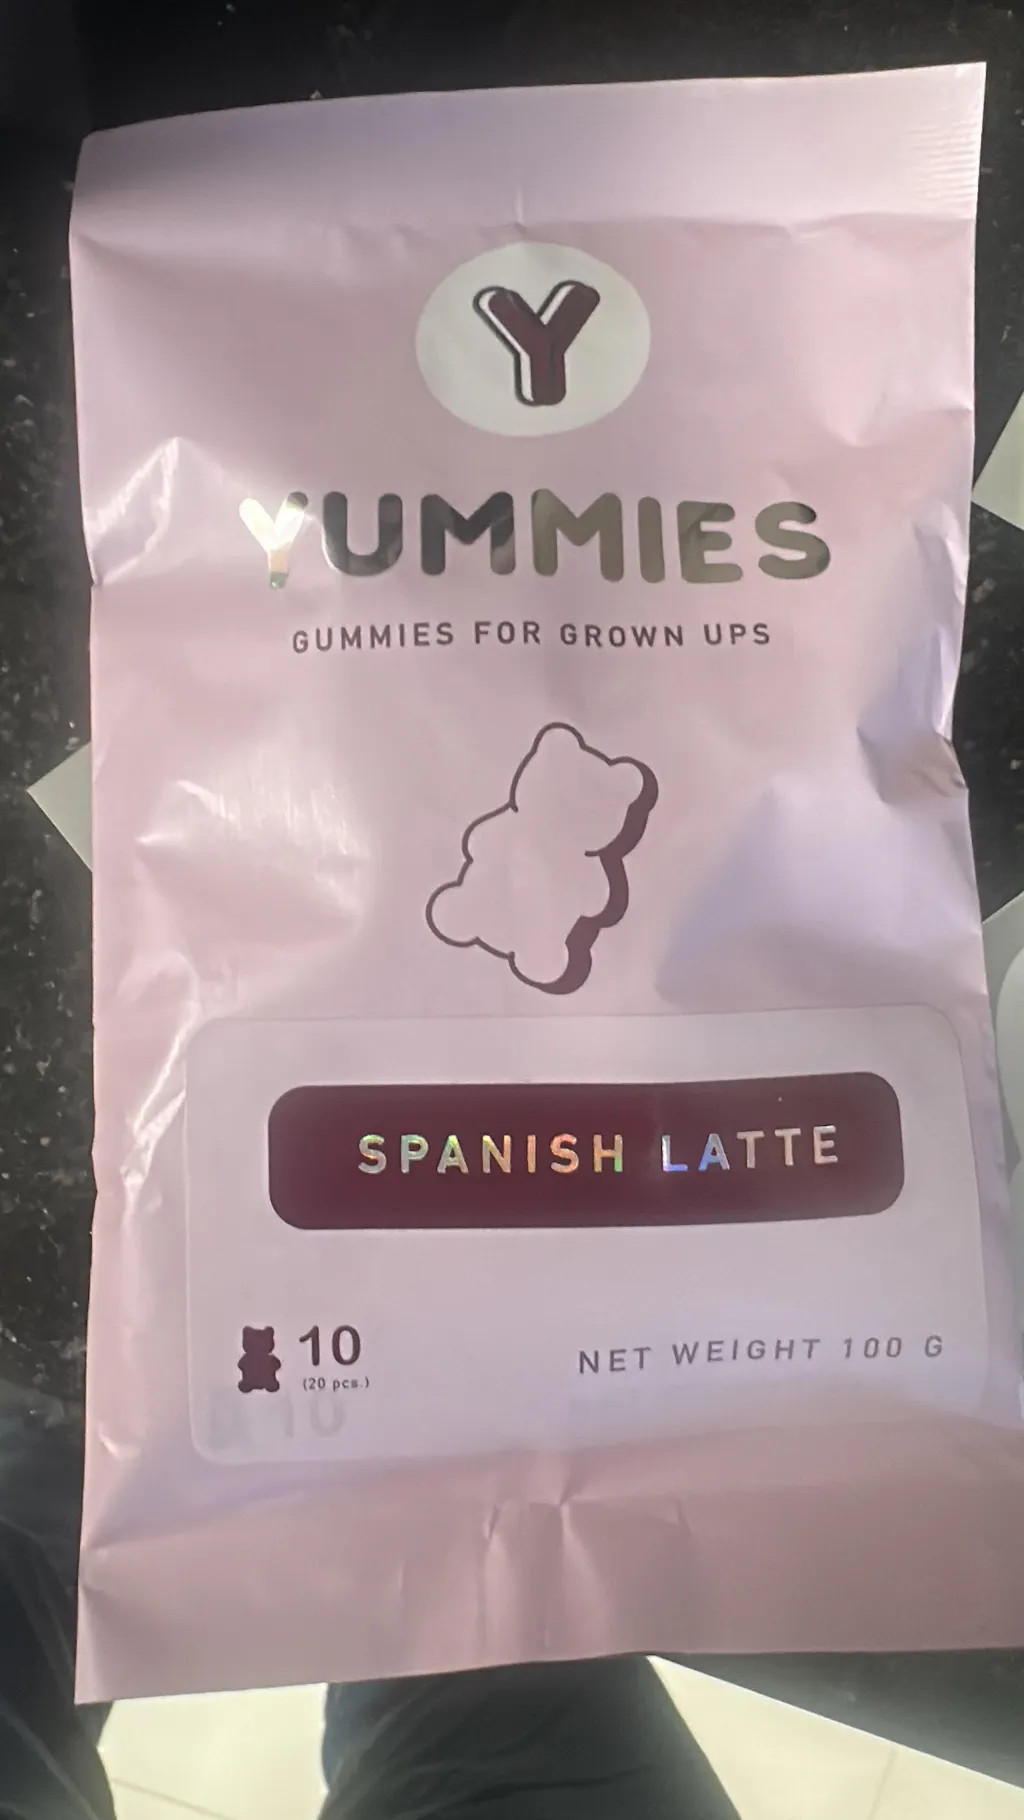 Y
YUMMIES
GUMMIES FOR GROWN UPS
SPANISH LATTE
10
(20 pcs.)
NET WEIGHT 100 G